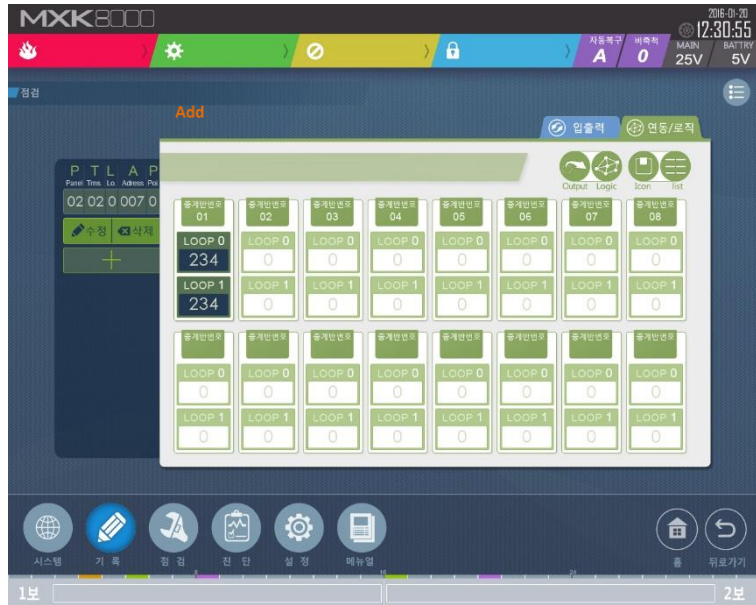 MXK8000
2016-01-20
12:30:55
자동복구 A
비축적 0
MAIN 25V
BATTRY 5V
점검
Add
입출력
연동/로직
P T L A P
Panel Trns. Lo. Adress Poi
02 02 0 007 0
수정 삭제
Output Logic Icon list
중계반번호 중계반번호 중계반번호 중계반번호 중계반번호 중계반번호 중계반번호 중계반번호
01 02 03 04 05 06 07 08
LOOP 0 LOOP 0 LOOP 0 LOOP 0 LOOP 0 LOOP 0 LOOP 0 LOOP 0
234 0 0 0 0 0 0 0
LOOP 1 LOOP 1 LOOP 1 LOOP 1 LOOP 1 LOOP 1 LOOP 1 LOOP 1
234 0 0 0 0 0 0 0
중계반번호 중계반번호 중계반번호 중계반번호 중계반번호 중계반번호 중계반번호 중계반번호
LOOP 0 LOOP 0 LOOP 0 LOOP 0 LOOP 0 LOOP 0 LOOP 0 LOOP 0
0 0 0 0 0 0 0 0
LOOP 1 LOOP 1 LOOP 1 LOOP 1 LOOP 1 LOOP 1 LOOP 1 LOOP 1
0 0 0 0 0 0 0 0
시스템 기 록 점 검 진 단 설 정 메뉴얼 홈 뒤로가기
8 16 24
1보 2보